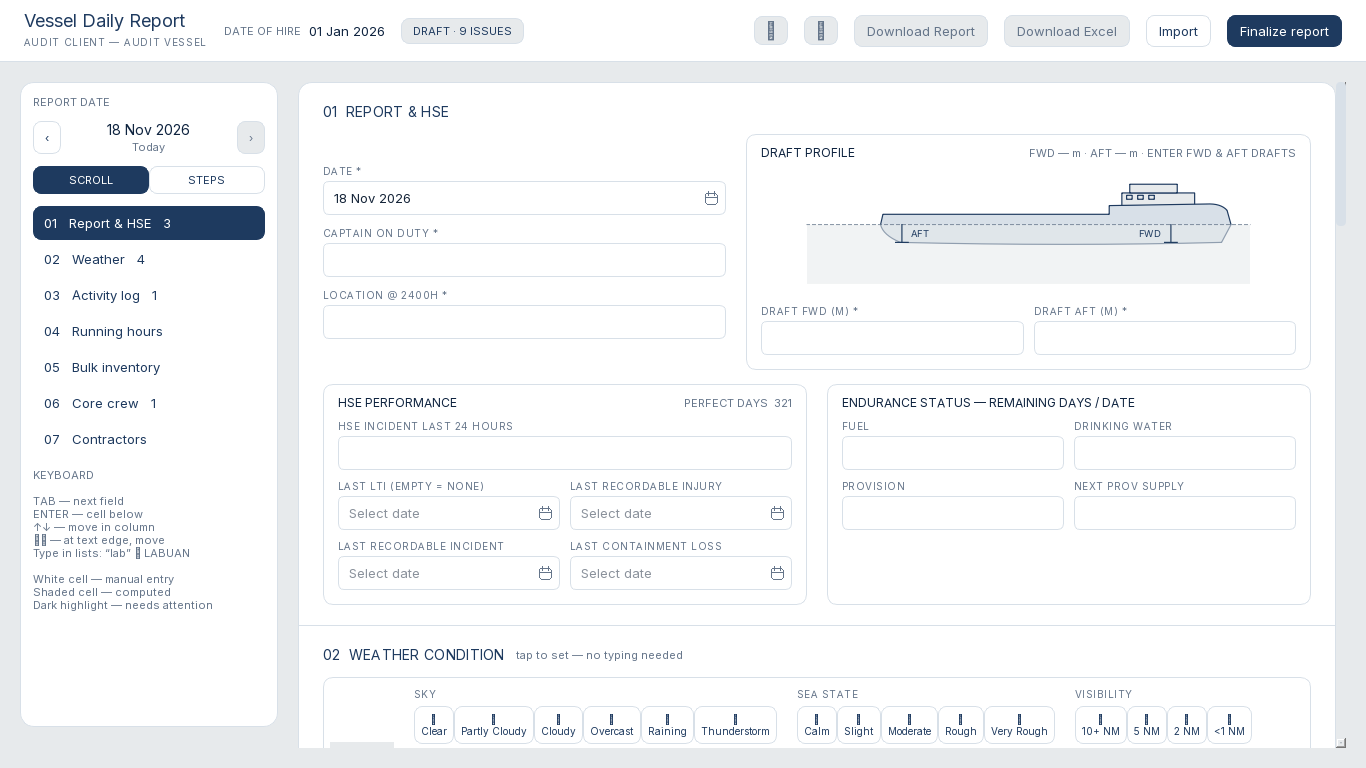 Vessel Daily Report
AUDIT CLIENT — AUDIT VESSEL
DATE OF HIRE 01 Jan 2026
DRAFT · 9 ISSUES
Download Report
Download Excel
Import
Finalize report
REPORT DATE
‹
18 Nov 2026
Today
›
SCROLL
STEPS
01 Report & HSE 3
02 Weather 4
03 Activity log 1
04 Running hours
05 Bulk inventory
06 Core crew 1
07 Contractors
KEYBOARD
TAB — next field
ENTER — cell below
↑↓ — move in column
— at text edge, move
Type in lists: “lab” LABUAN
White cell — manual entry
Shaded cell — computed
Dark highlight — needs attention
01 REPORT & HSE
DATE *
18 Nov 2026
CAPTAIN ON DUTY *
LOCATION @ 2400H *
DRAFT PROFILE
FWD — m · AFT — m · ENTER FWD & AFT DRAFTS
AFT
FWD
DRAFT FWD (M) *
DRAFT AFT (M) *
HSE PERFORMANCE
PERFECT DAYS 321
HSE INCIDENT LAST 24 HOURS
LAST LTI (EMPTY = NONE)
LAST RECORDABLE INJURY
Select date
Select date
LAST RECORDABLE INCIDENT
LAST CONTAINMENT LOSS
Select date
Select date
ENDURANCE STATUS — REMAINING DAYS / DATE
FUEL
DRINKING WATER
PROVISION
NEXT PROV SUPPLY
02 WEATHER CONDITION tap to set — no typing needed
SKY
Clear
Partly Cloudy
Cloudy
Overcast
Raining
Thunderstorm
SEA STATE
Calm
Slight
Moderate
Rough
Very Rough
VISIBILITY
10+ NM
5 NM
2 NM
<1 NM